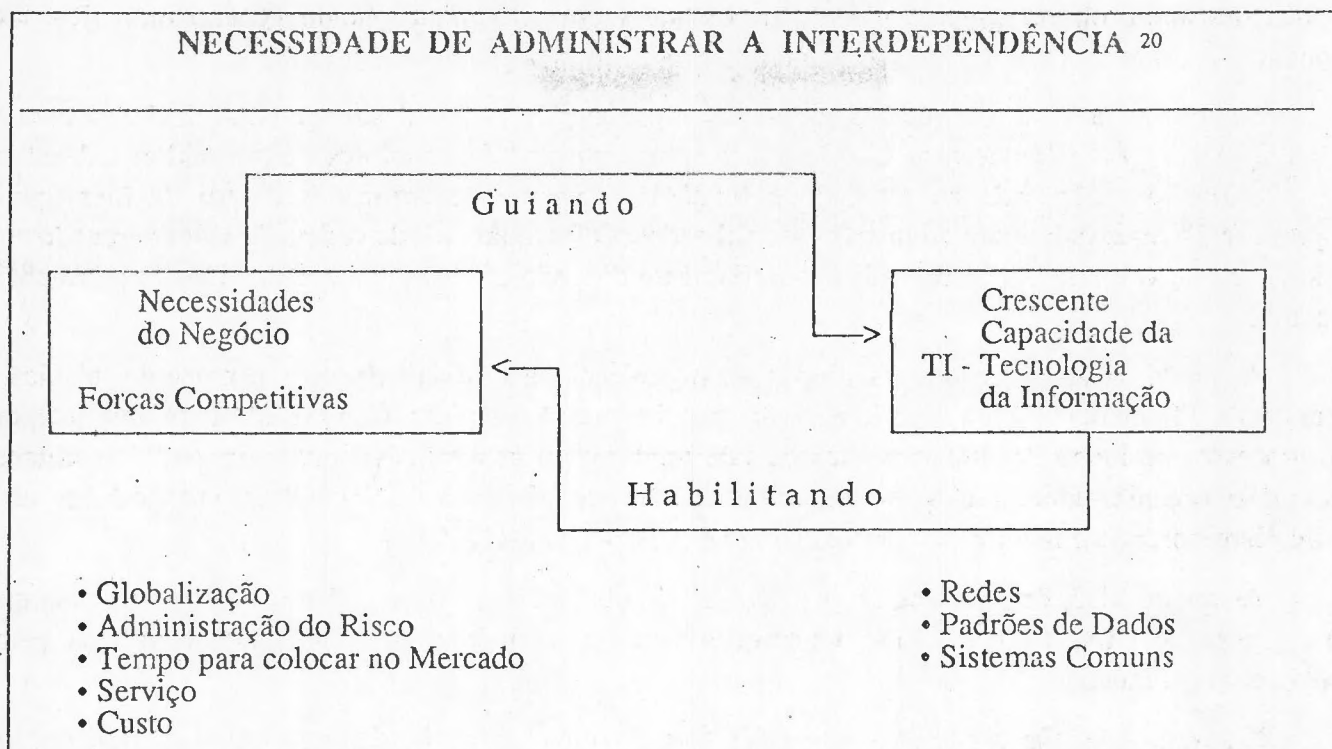 NECESSIDADE DE ADMINISTRAR A INTERDEPENDÊNCIA 20
Guiando
Necessidades
do Negócio
Forças Competitivas
Crescente
Capacidade da
TI - Tecnologia
da Informação
Habilitando
• Globalização
• Administração do Risco
• Tempo para colocar no Mercado
• Serviço
• Custo
• Redes
• Padrões de Dados
• Sistemas Comuns